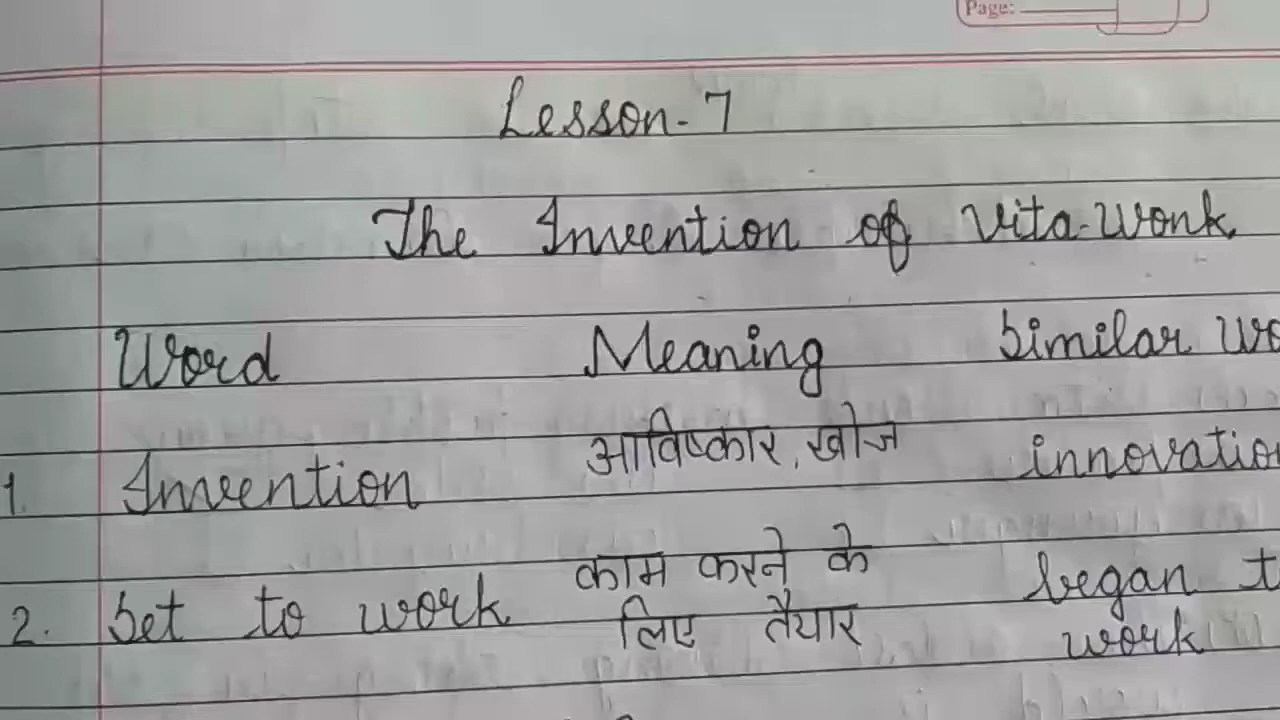 Page:
Lesson-7
The Invention of Vita-Wonk
Word Meaning Similar
1. Invention आविष्कार, खोज
2. Set to work काम करने के लिए तैयार began
work